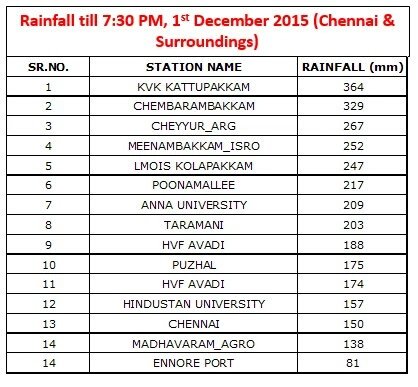 Rainfall till 7:30 PM, 1st December 2015 (Chennai &
Surroundings)
SR.NO. STATION NAME RAINFALL (mm)
1 KVK KATTUPAKKAM 364
2 CHEMBARAMBAKKAM 329
3 CHEYYUR_ARG 267
4 MEENAMBAKKAM_ISRO 252
5 LMOIS KOLAPAKKAM 247
6 POONAMALLEE 217
7 ANNA UNIVERSITY 209
8 TARAMANI 203
9 HVF AVADI 188
10 PUZHAL 175
11 HVF AVADI 174
12 HINDUSTAN UNIVERSITY 157
13 CHENNAI 150
14 MADHAVARAM_AGRO 138
14 ENNORE PORT 81